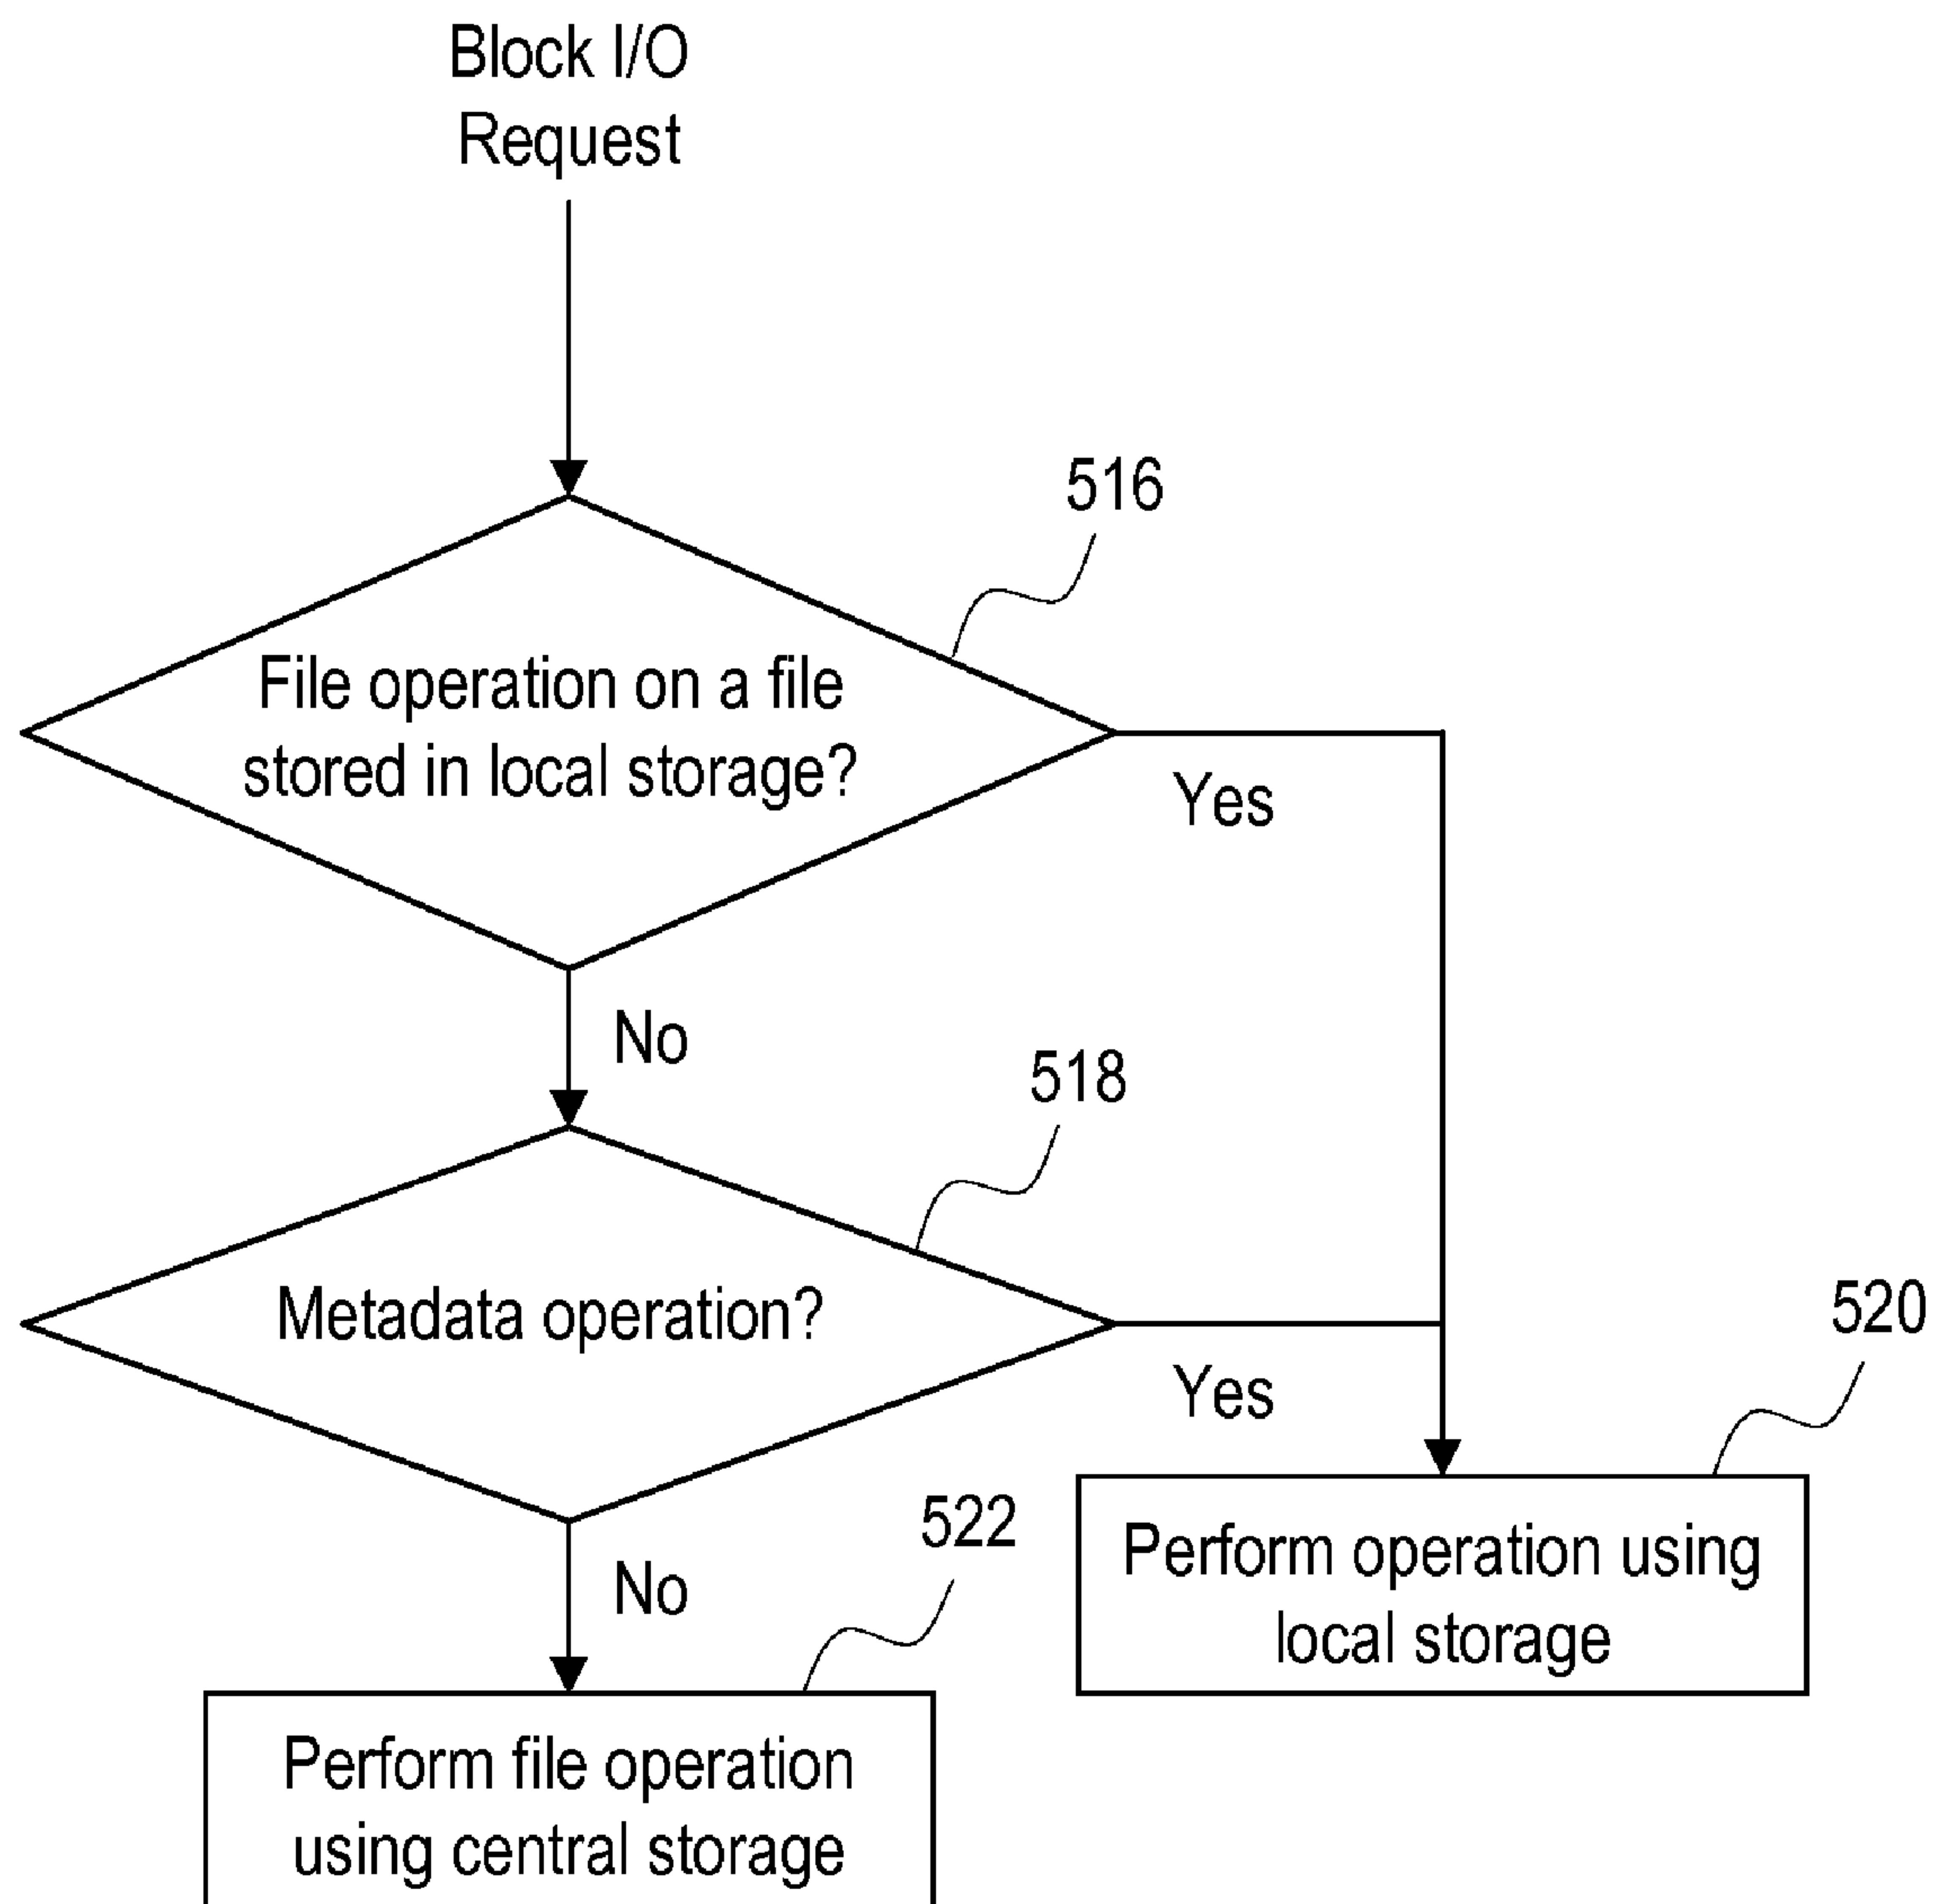 Block I/O
Request
516
File operation on a file
stored in local storage?
Yes
No
518
Metadata operation?
Yes
520
Perform operation using
local storage
No
522
Perform file operation
using central storage